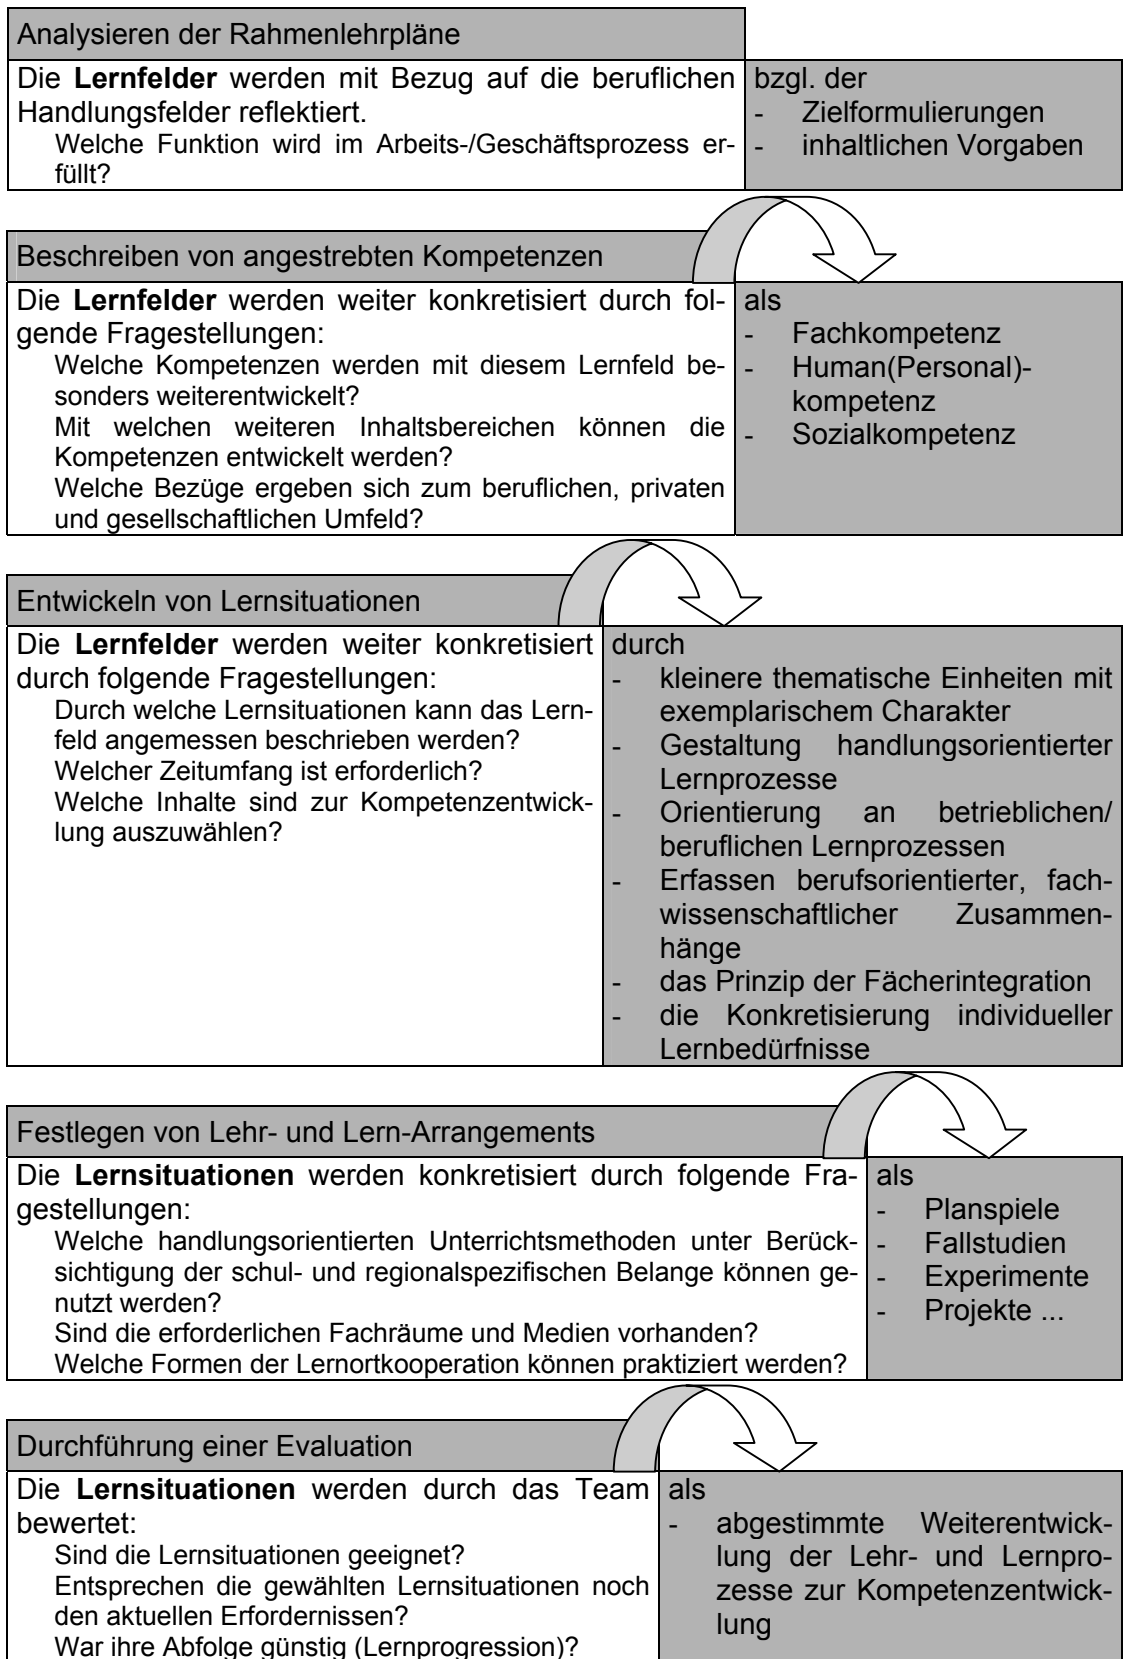 Analysieren der Rahmenlehrpläne
Die Lernfelder werden mit Bezug auf die beruflichen
Handlungsfelder reflektiert.
Welche Funktion wird im Arbeits-/Geschäftsprozess er-
füllt?
bzgl. der
- Zielformulierungen
- inhaltlichen Vorgaben
Beschreiben von angestrebten Kompetenzen
Die Lernfelder werden weiter konkretisiert durch fol-
gende Fragestellungen:
Welche Kompetenzen werden mit diesem Lernfeld be-
sonders weiterentwickelt?
Mit welchen weiteren Inhaltsbereichen können die
Kompetenzen entwickelt werden?
Welche Bezüge ergeben sich zum beruflichen, privaten
und gesellschaftlichen Umfeld?
als
- Fachkompetenz
- Human(Personal)-
kompetenz
- Sozialkompetenz
Entwickeln von Lernsituationen
Die Lernfelder werden weiter konkretisiert
durch folgende Fragestellungen:
Durch welche Lernsituationen kann das Lern-
feld angemessen beschrieben werden?
Welcher Zeitumfang ist erforderlich?
Welche Inhalte sind zur Kompetenzentwick-
lung auszuwählen?
durch
- kleinere thematische Einheiten mit
exemplarischem Charakter
- Gestaltung handlungsorientierter
Lernprozesse
- Orientierung an betrieblichen/
beruflichen Lernprozessen
- Erfassen berufsorientierter, fach-
wissenschaftlicher Zusammen-
hänge
- das Prinzip der Fächerintegration
- die Konkretisierung individueller
Lernbedürfnisse
Festlegen von Lehr- und Lern-Arrangements
Die Lernsituationen werden konkretisiert durch folgende Fra-
gestellungen:
Welche handlungsorientierten Unterrichtsmethoden unter Berück-
sichtigung der schul- und regionalspezifischen Belange können ge-
nutzt werden?
Sind die erforderlichen Fachräume und Medien vorhanden?
Welche Formen der Lernortkooperation können praktiziert werden?
als
- Planspiele
- Fallstudien
- Experimente
- Projekte ...
Durchführung einer Evaluation
Die Lernsituationen werden durch das Team
bewertet:
Sind die Lernsituationen geeignet?
Entsprechen die gewählten Lernsituationen noch
den aktuellen Erfordernissen?
War ihre Abfolge günstig (Lernprogression)?
als
- abgestimmte Weiterentwick-
lung der Lehr- und Lernpro-
zesse zur Kompetenzentwick-
lung